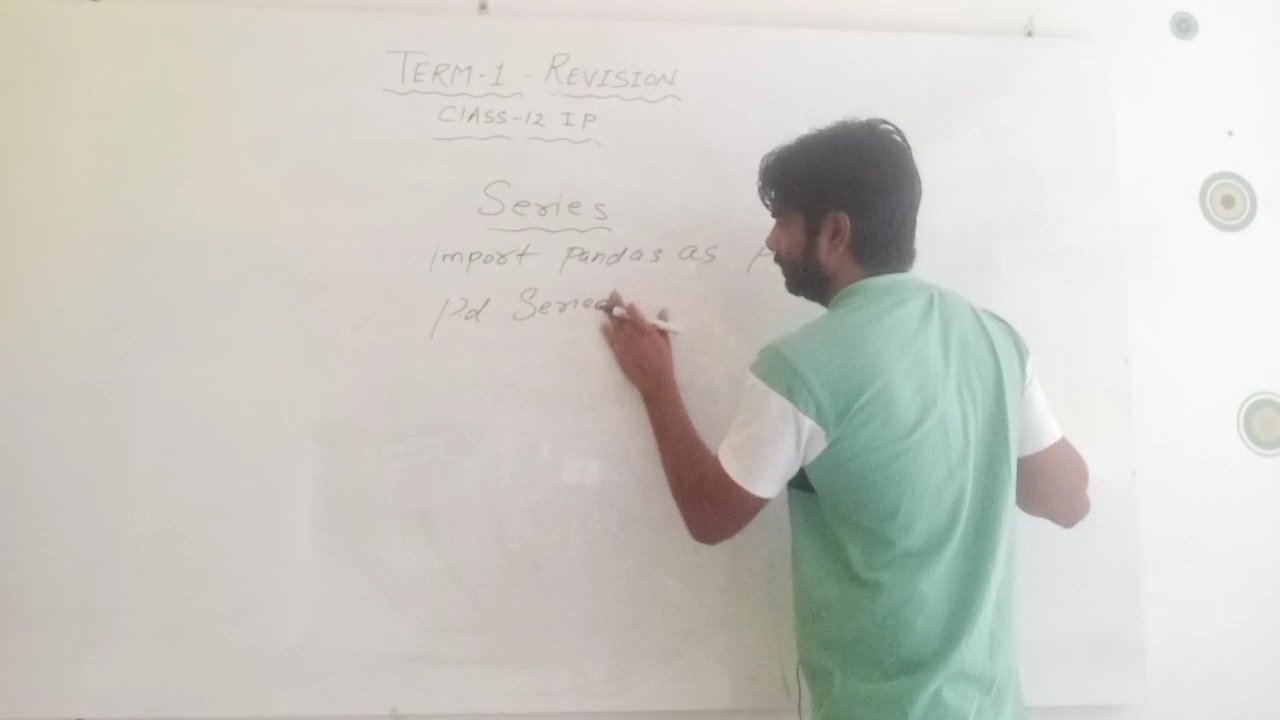 TERM-1 - REVISION
ClASS-12 IP
Series
import Pandas as
Pd Series